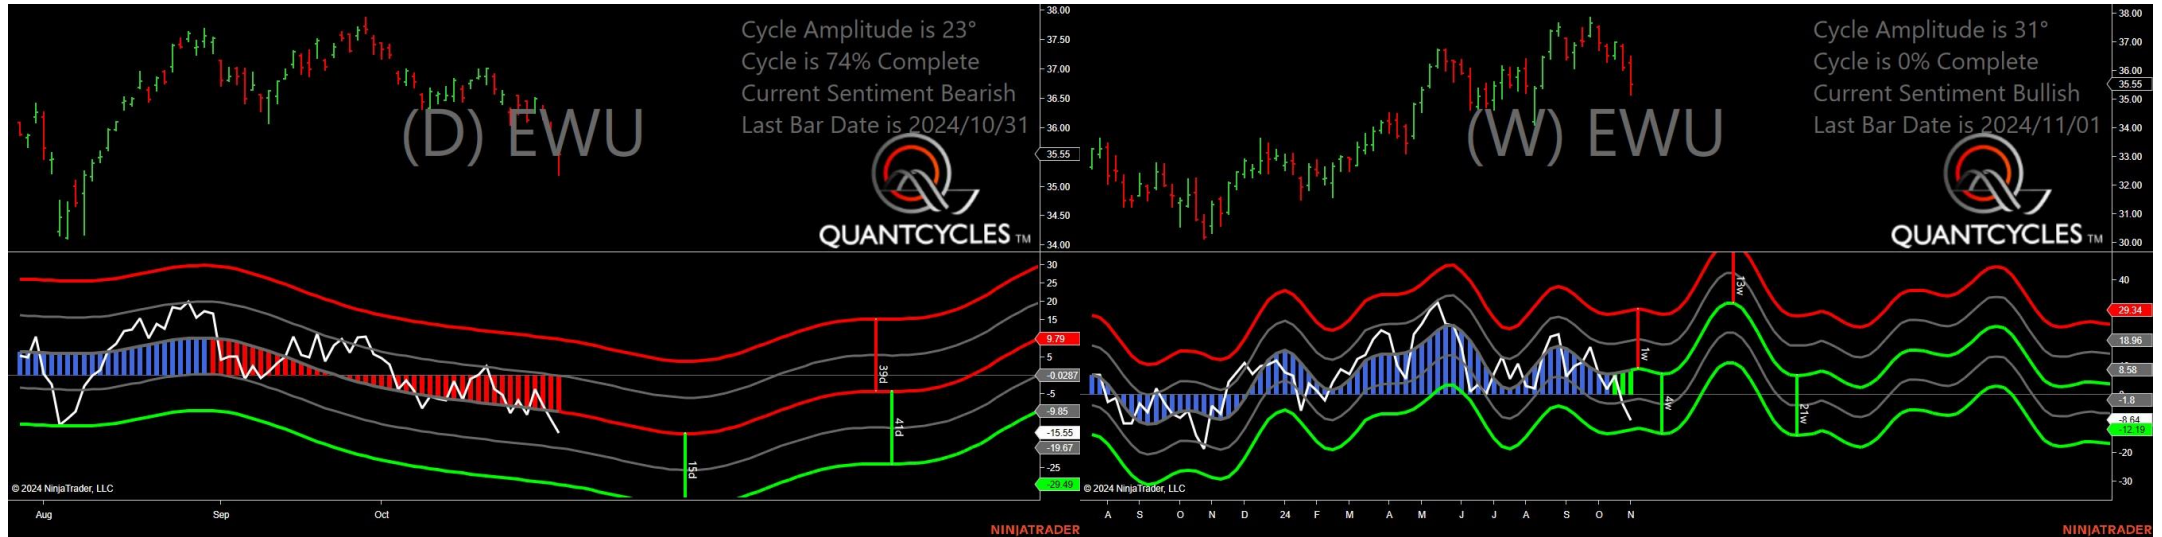 Cycle Amplitude is 23°
Cycle is 74% Complete
Current Sentiment Bearish
Last Bar Date is 2024/10/31
(D) EWU
QUANTCYCLES TM
38.00
37.50
37.00
36.50
36.00
35.55
35.00
34.50
34.00
30
25
20
15
9.79
5
-0.0287
-5
-9.85
-15.55
-19.67
-25
-29.49
39d
41d
15d
© 2024 NinjaTrader, LLC
Aug Sep Oct
NINJATRADER
Cycle Amplitude is 31°
Cycle is 0% Complete
Current Sentiment Bullish
Last Bar Date is 2024/11/01
(W) EWU
QUANTCYCLES TM
38.00
37.00
36.00
35.55
35.00
34.00
33.00
32.00
31.00
30.00
40
29.34
18.96
8.58
-1.8
-8.64
-12.19
-20
-30
13w
1w
4w
21w
© 2024 NinjaTrader, LLC
A S O N D 24 F M A M J J A S O N
NINJATRADER